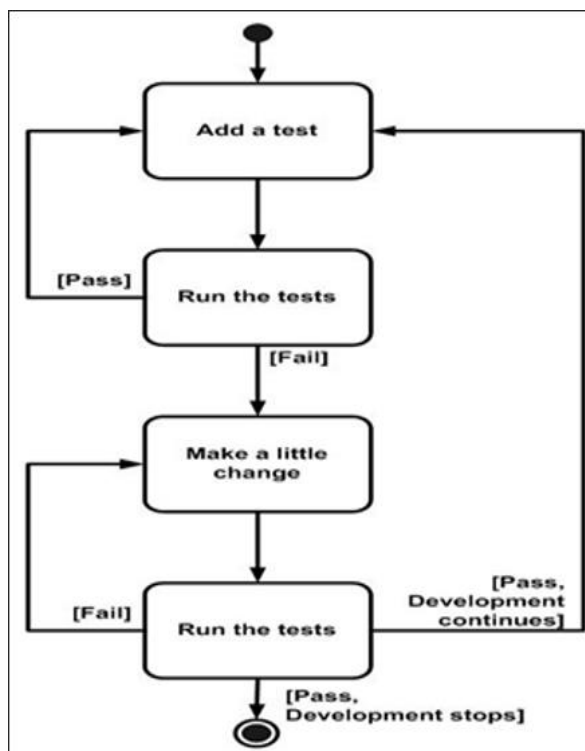 Add a test
[Pass]
Run the tests
[Fail]
Make a little
change
[Fail]
Run the tests
[Pass,
Development
continues]
[Pass,
Development stops]